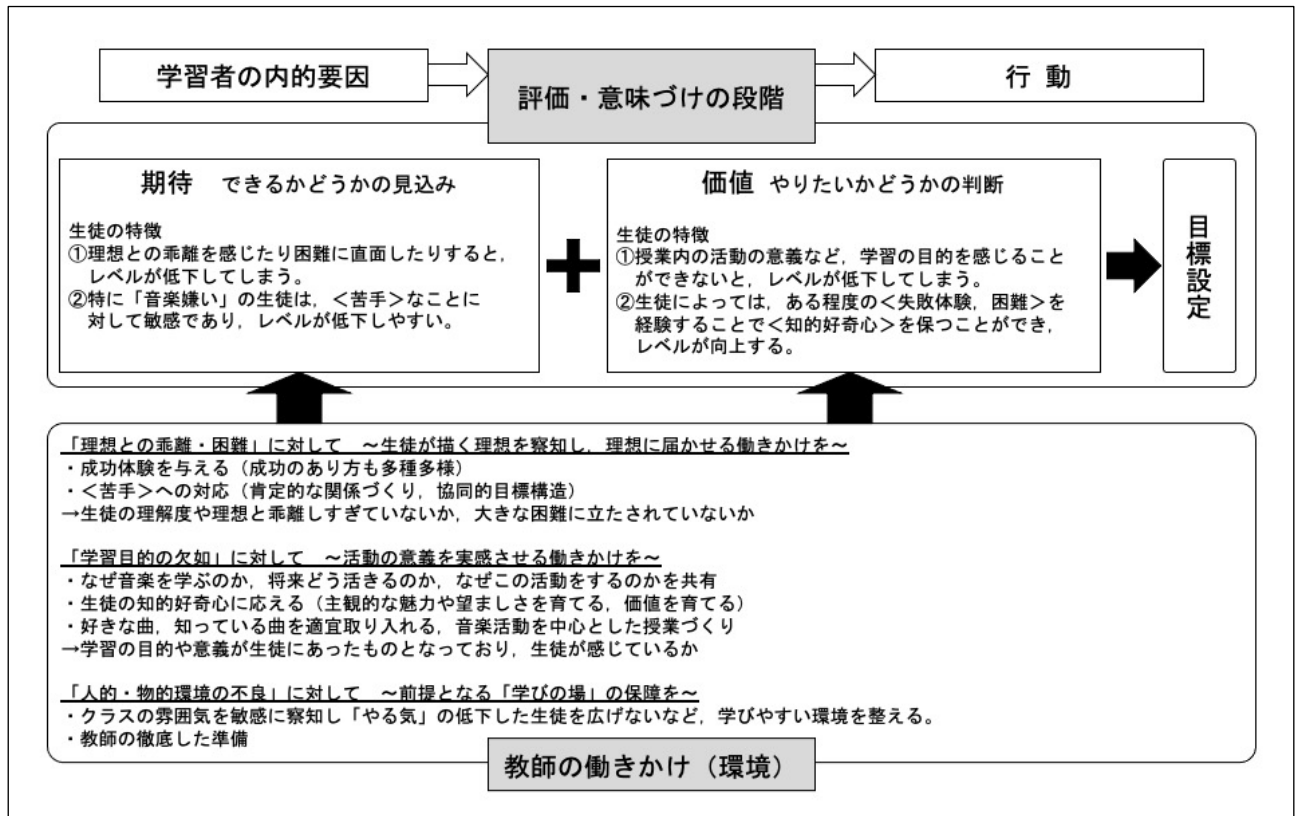 学習者の内的要因
評価・意味づけの段階
行 動
期待 できるかどうかの見込み
生徒の特徴
①理想との乖離を感じたり困難に直面したりすると，
レベルが低下してしまう。
②特に「音楽嫌い」の生徒は，＜苦手＞なことに
対して敏感であり，レベルが低下しやすい。
価値 やりたいかどうかの判断
生徒の特徴
①授業内の活動の意義など，学習の目的を感じること
ができないと，レベルが低下してしまう。
②生徒によっては，ある程度の＜失敗体験，困難＞を
経験することで＜知的好奇心＞を保つことができ，
レベルが向上する。
目標設定
「理想との乖離・困難」に対して ～生徒が描く理想を察知し，理想に届かせる働きかけを～
・成功体験を与える（成功のあり方も多種多様）
・＜苦手＞への対応（肯定的な関係づくり，協同的目標構造）
→生徒の理解度や理想と乖離しすぎていないか，大きな困難に立たされていないか
「学習目的の欠如」に対して ～活動の意義を実感させる働きかけを～
・なぜ音楽を学ぶのか，将来どう活きるのか，なぜこの活動をするのかを共有
・生徒の知的好奇心に応える（主観的な魅力や望ましさを育てる，価値を育てる）
・好きな曲，知っている曲を適宜取り入れる，音楽活動を中心とした授業づくり
→学習の目的や意義が生徒にあったものとなっており，生徒が感じているか
「人的・物的環境の不良」に対して ～前提となる「学びの場」の保障を～
・クラスの雰囲気を敏感に察知し「やる気」の低下した生徒を広げないなど，学びやすい環境を整える。
・教師の徹底した準備
教師の働きかけ（環境）